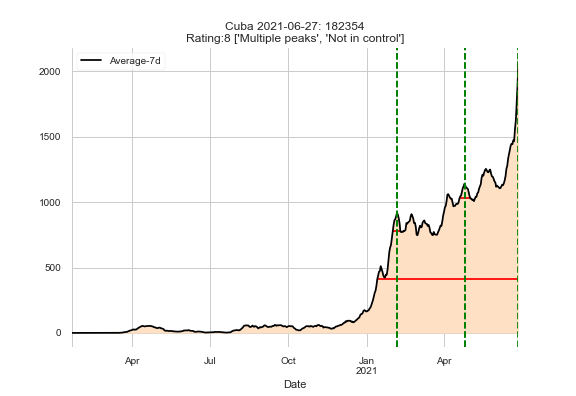 Cuba 2021-06-27: 182354
Rating:8 ['Multiple peaks', 'Not in control']
Average-7d
2000
1500
1000
500
0
Apr
Jul
Oct
Jan
2021
Apr
Date